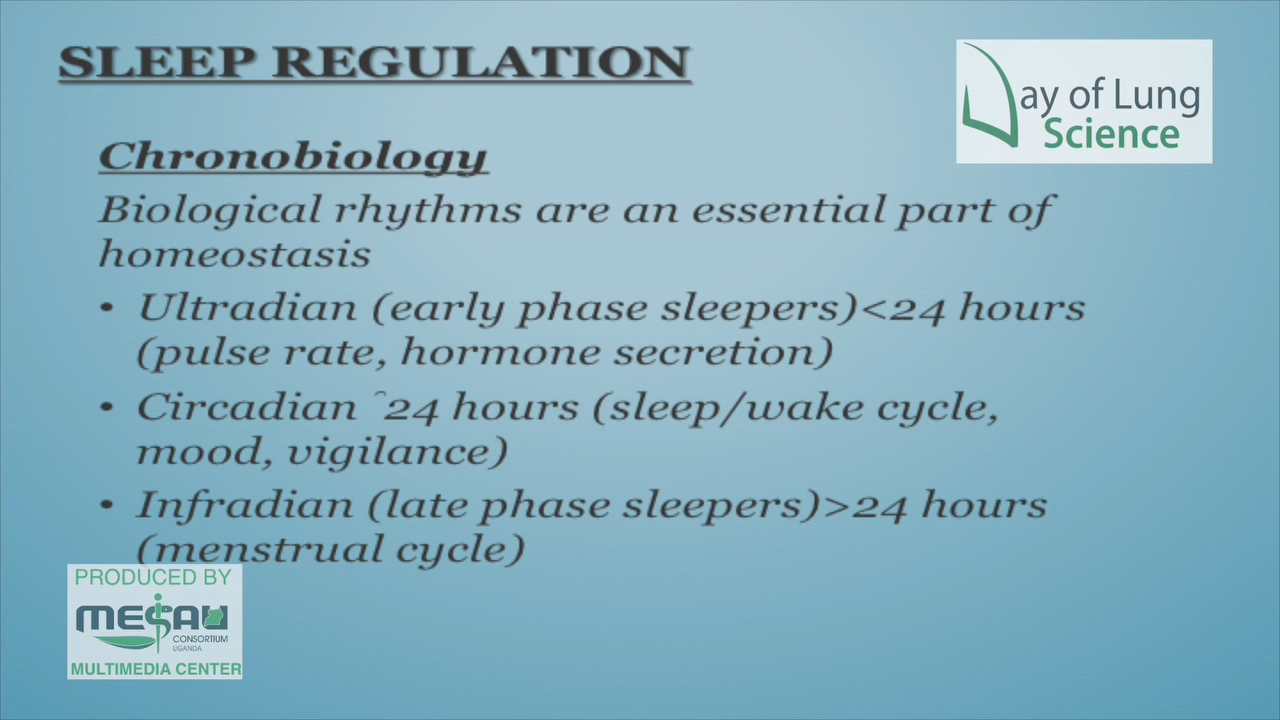 SLEEP REGULATION
Day of Lung
Science
Chronobiology
Biological rhythms are an essential part of
homeostasis
• Ultradian (early phase sleepers)<24 hours
(pulse rate, hormone secretion)
• Circadian ˜24 hours (sleep/wake cycle,
mood, vigilance)
• Infradian (late phase sleepers)>24 hours
(menstrual cycle)
PRODUCED BY
MESAU
CONSORTIUM
UGANDA
MULTIMEDIA CENTER